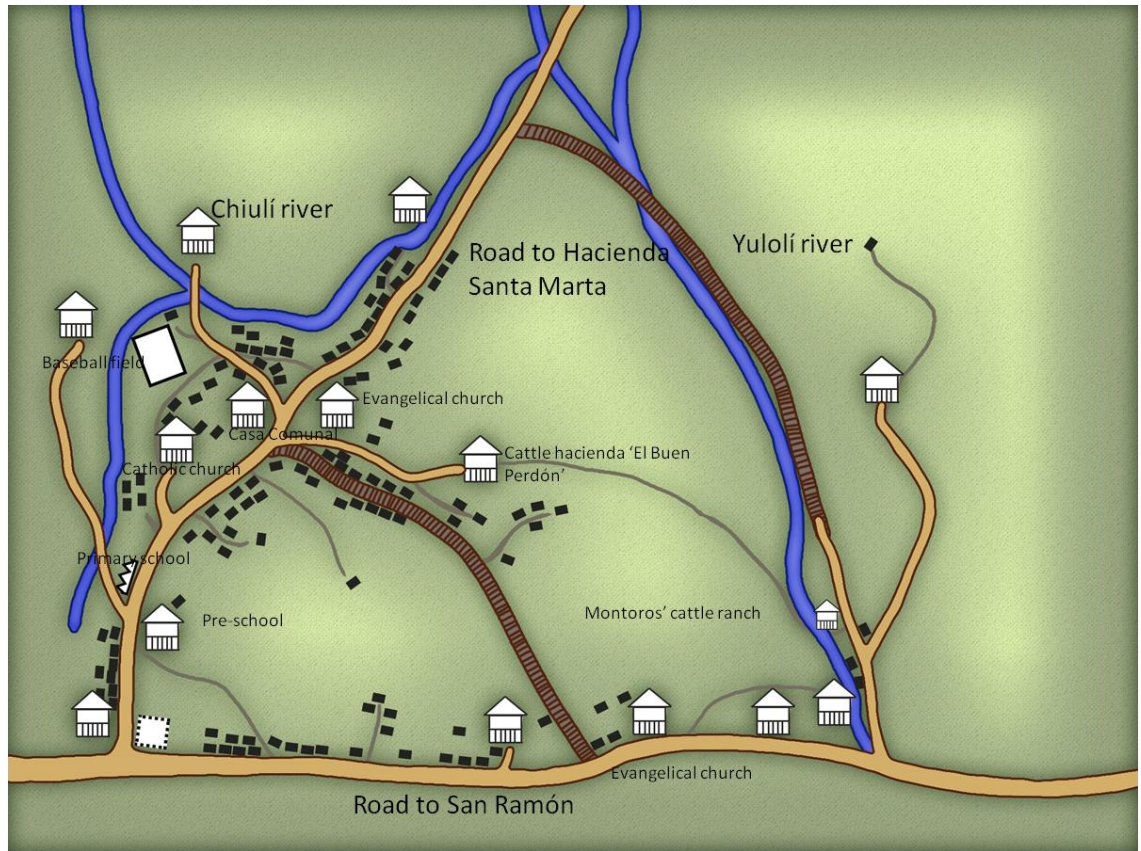 Chiulí river
Road to Hacienda
Santa Marta
Yulolí river
Baseball field
Evangelical church
Casa Comunal
Catholic church
Cattle hacienda ‘El Buen
Perdón’
Primary school
Pre-school
Montoros’ cattle ranch
Evangelical church
Road to San Ramón